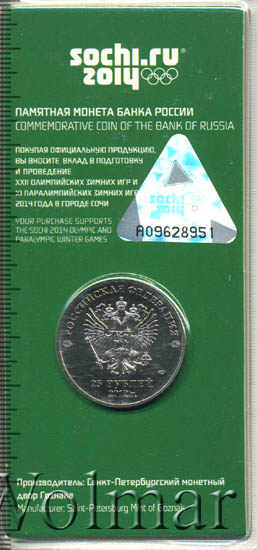 sochi.ru
2014
ПАМЯТНАЯ МОНЕТА БАНКА РОССИИ
COMMEMORATIVE COIN OF THE BANK OF RUSSIA
ПОКУПАЯ ОФИЦИАЛЬНУЮ ПРОДУКЦИЮ,
ВЫ ВНОСИТЕ ВКЛАД В ПОДГОТОВКУ
И ПРОВЕДЕНИЕ
XXII ОЛИМПИЙСКИХ ЗИМНИХ ИГР И
XI ПАРАЛИМПИЙСКИХ ЗИМНИХ ИГР
2014 ГОДА В ГОРОДЕ СОЧИ
YOUR PURCHASE SUPPORTS
THE SOCHI 2014 OLYMPIC AND
PARALYMPIC WINTER GAMES
sochi.ru
2014
A09628951
РОССИЙСКАЯ ФЕДЕРАЦИЯ
25 РУБЛЕЙ
Производитель: Санкт-Петербургский монетный
двор Гознака
Manufacturer: Saint-Petersburg Mint of Goznak
Wolmar